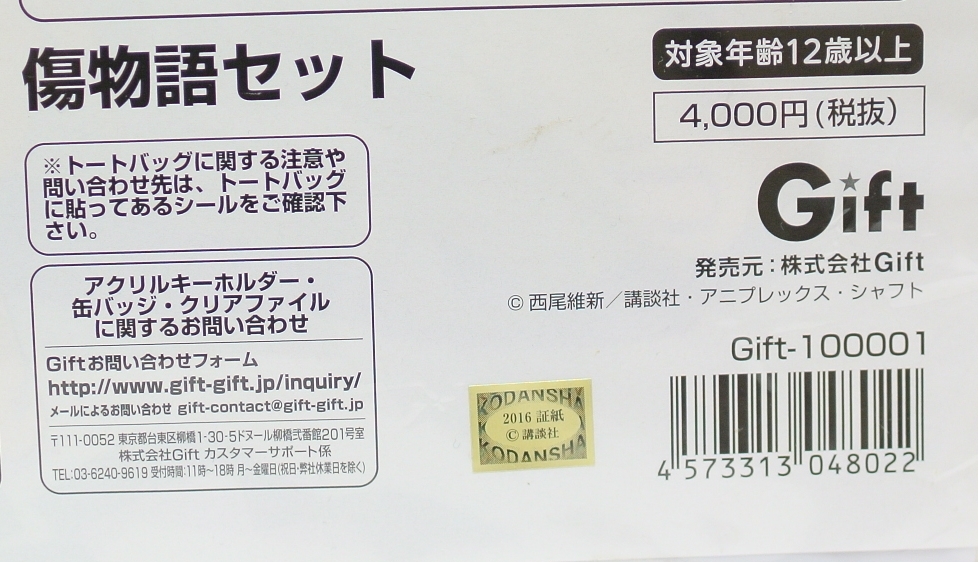 傷物語セット
対象年齢12歳以上
4,000円(税抜)
※トートバッグに関する注意や
問い合わせ先は、トートバッグ
に貼ってあるシールをご確認下
さい。
Gift
発売元：株式会社Gift
©西尾維新／講談社・アニプレックス・シャフト
アクリルキーホルダー・
缶バッジ・クリアファイル
に関するお問い合わせ
Giftお問い合わせフォーム
http://www.gift-gift.jp/inquiry/
メールによるお問い合わせ gift-contact@gift-gift.jp
〒111-0052 東京都台東区柳橋1-30-5ドヌール柳橋弐番館201号室
株式会社Gift カスタマーサポート係
TEL:03-6240-9619 受付時間:11時〜18時 月〜金曜日(祝日・弊社休業日を除く)
KODANSHA
2016 証紙
©講談社
KODANSHA
Gift-100001
4 573313 048022